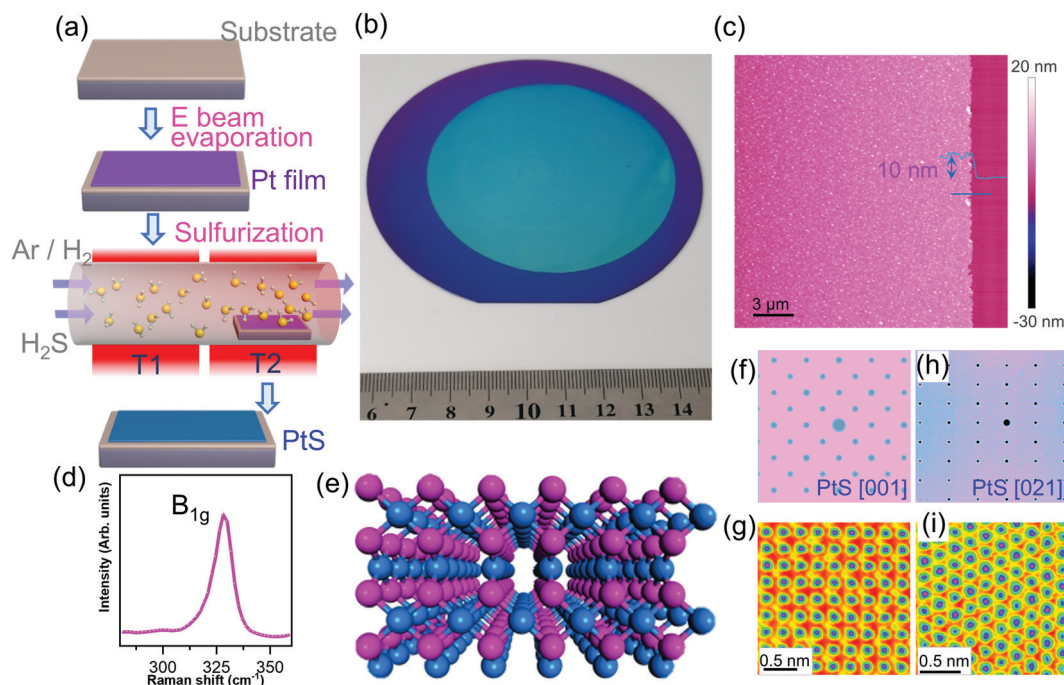 (a)
Substrate
E beam
evaporation
Pt film
Sulfurization
Ar / H2
H2S
T1
T2
PtS
(b)
6 7 8 9 10 11 12 13 14
(c)
20 nm
10 nm
3 μm
-30 nm
(d)
Intensity (Arb. units)
B1g
300 325 350
Raman shift (cm-1)
(e)
(f)
PtS [001]
(h)
PtS [021]
(g)
0.5 nm
(i)
0.5 nm